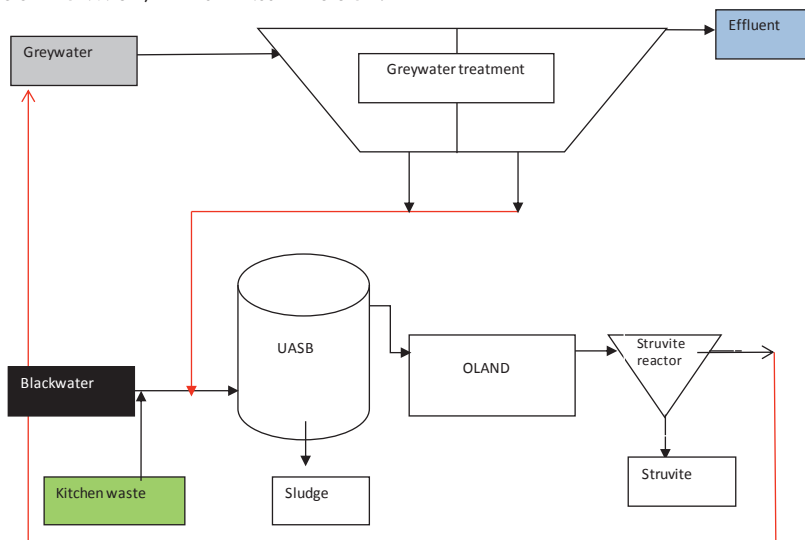 Effluent
Greywater
Greywater treatment
UASB
OLAND
Struvite
reactor
Blackwater
Kitchen waste
Sludge
Struvite